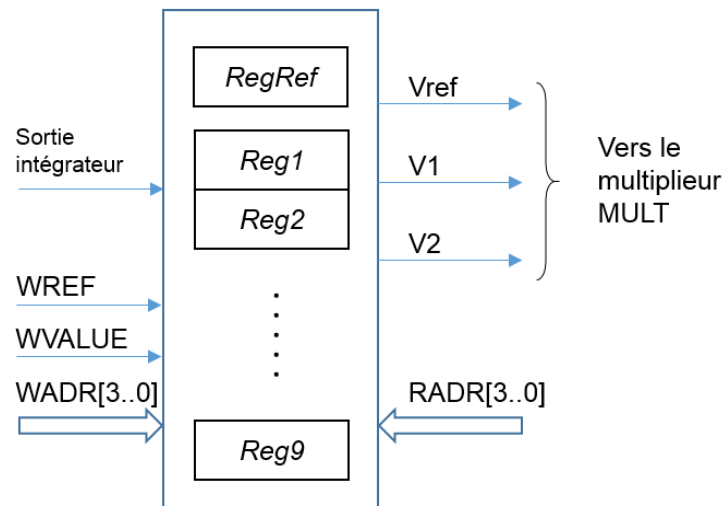 RegRef
Vref
Sortie
intégrateur
Reg1
V1
Reg2
V2
Vers le
multiplieur
MULT
WREF
WVALUE
WADR[3..0]
RADR[3..0]
Reg9